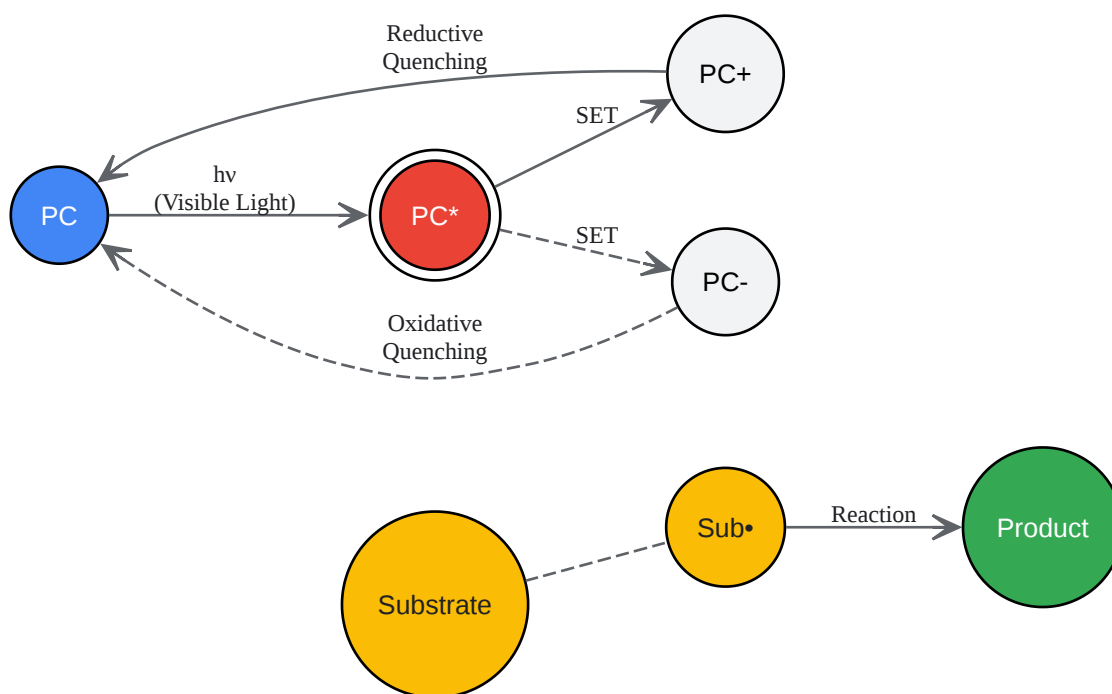 Reductive
Quenching
PC+
SET
hν
(Visible Light)
PC
PC*
SET
PC-
Oxidative
Quenching
Sub•
Reaction
Product
Substrate